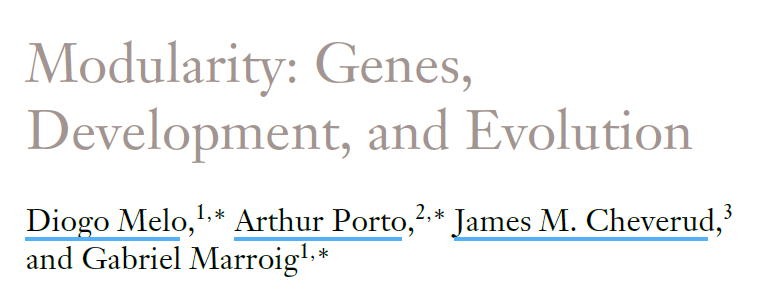 Modularity: Genes,
Development, and Evolution
Diogo Melo,¹,* Arthur Porto,²,* James M. Cheverud,³
and Gabriel Marroig¹,*